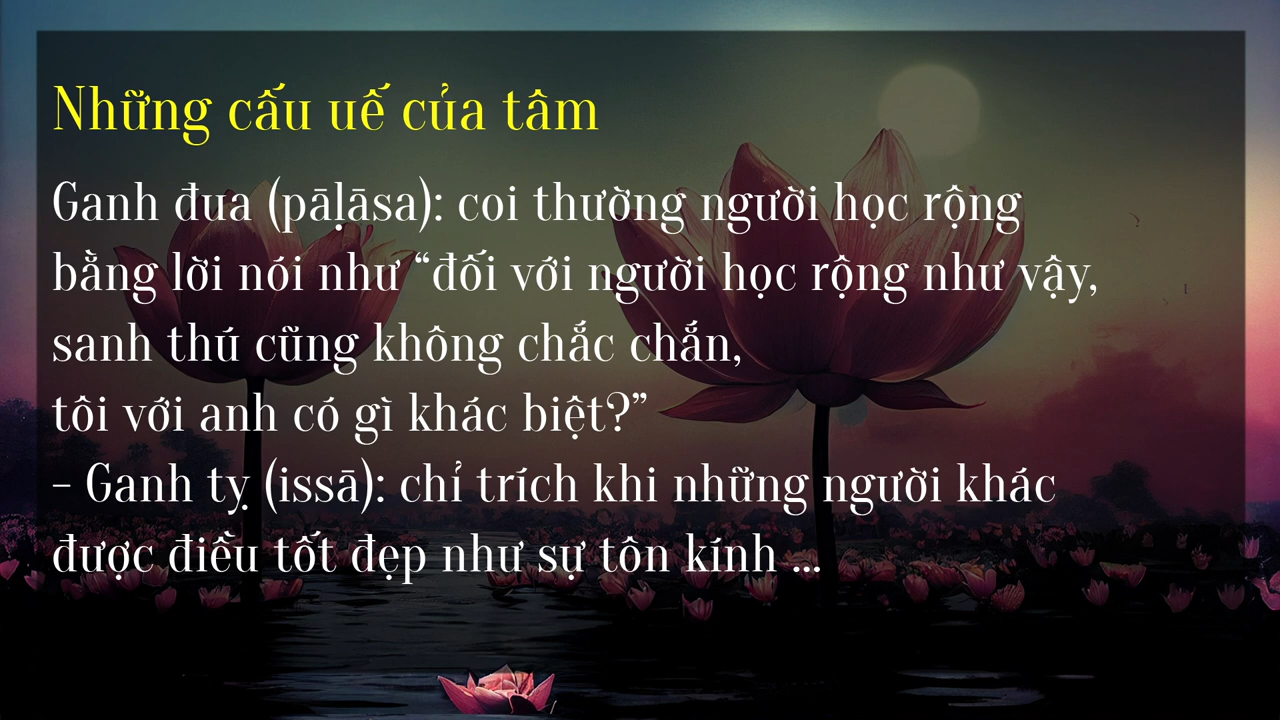 Những cấu uế của tâm
Ganh đua (pāḷāsa): coi thường người học rộng
bằng lời nói như “đối với người học rộng như vậy,
sanh thú cũng không chắc chắn,
tôi với anh có gì khác biệt?”
– Ganh tỵ (issā): chỉ trích khi những người khác
được điều tốt đẹp như sự tôn kính ...